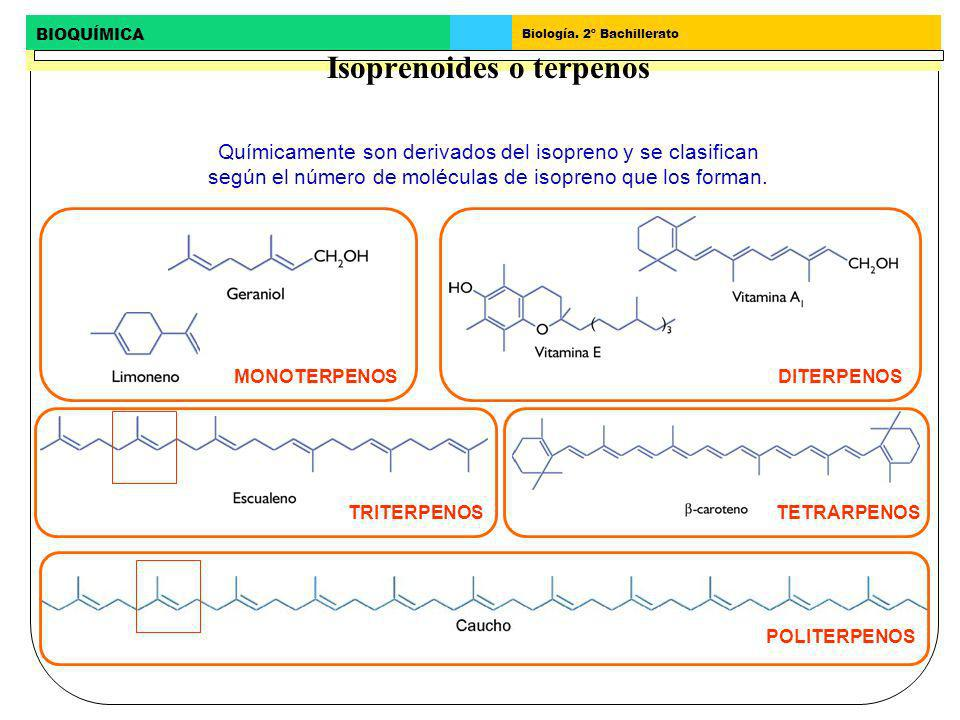 BIOQUÍMICA
Biología. 2º Bachillerato
Isoprenoides o terpenos
Químicamente son derivados del isopreno y se clasifican
según el número de moléculas de isopreno que los forman.
CH2OH
Geraniol
Limoneno
MONOTERPENOS
CH2OH
Vitamina A1
HO
O
( )3
Vitamina E
DITERPENOS
Escualeno
TRITERPENOS
β-caroteno
TETRARPENOS
Caucho
POLITERPENOS